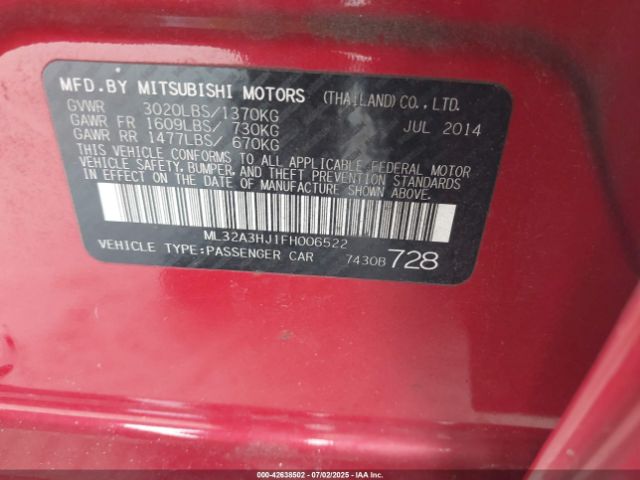 MFD.BY MITSUBISHI MOTORS (THAILAND)CO.,LTD.
GVWR 3020LBS/1370KG JUL 2014
GAWR FR 1609LBS/ 730KG
GAWR RR 1477LBS/ 670KG
THIS VEHICLE CONFORMS TO ALL APPLICABLE FEDERAL MOTOR
VEHICLE SAFETY, BUMPER, AND THEFT PREVENTION STANDARDS
IN EFFECT ON THE DATE OF MANUFACTURE SHOWN ABOVE.
ML32A3HJ1FH006522
VEHICLE TYPE:PASSENGER CAR 7430B 728
000-42638502 - 07/02/2025 - IAAI.com